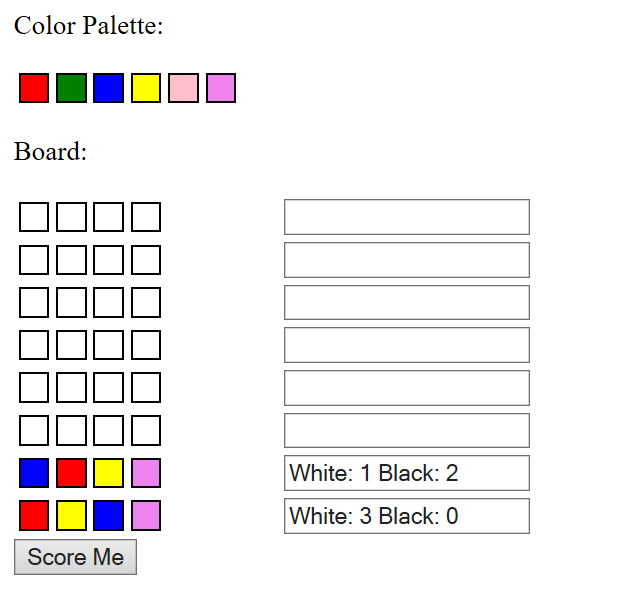 Color Palette:
Board:
White: 1 Black: 2
White: 3 Black: 0
Score Me